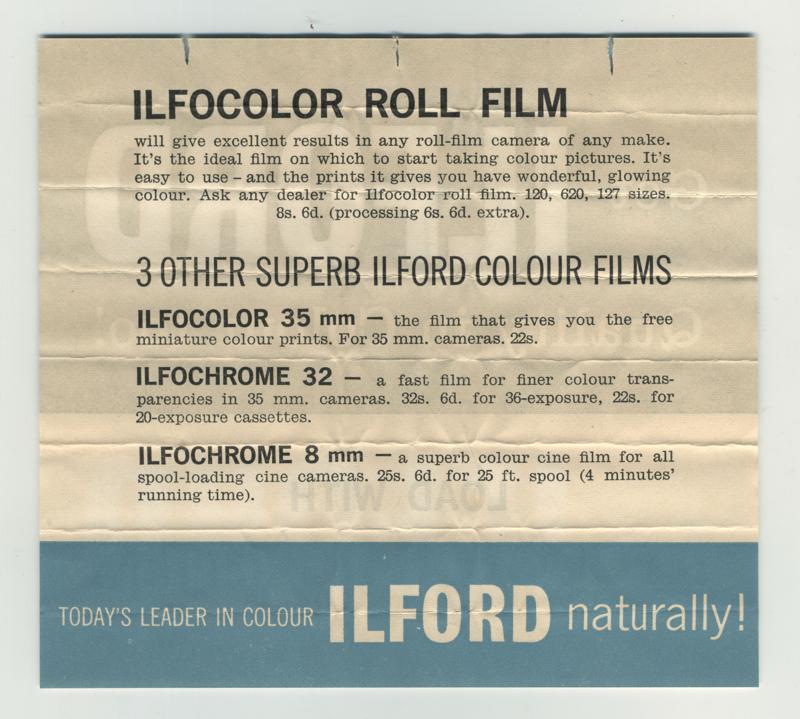 ILFOCOLOR ROLL FILM
will give excellent results in any roll-film camera of any make.
It's the ideal film on which to start taking colour pictures. It's
easy to use – and the prints it gives you have wonderful, glowing
colour. Ask any dealer for Ilfocolor roll film. 120, 620, 127 sizes.
8s. 6d. (processing 6s. 6d. extra).
3 OTHER SUPERB ILFORD COLOUR FILMS
ILFOCOLOR 35 mm — the film that gives you the free
miniature colour prints. For 35 mm. cameras. 22s.
ILFOCHROME 32 — a fast film for finer colour trans-
parencies in 35 mm. cameras. 32s. 6d. for 36-exposure, 22s. for
20-exposure cassettes.
ILFOCHROME 8 mm — a superb colour cine film for all
spool-loading cine cameras. 25s. 6d. for 25 ft. spool (4 minutes'
running time).
LOAD WITH
TODAY'S LEADER IN COLOUR ILFORD naturally!